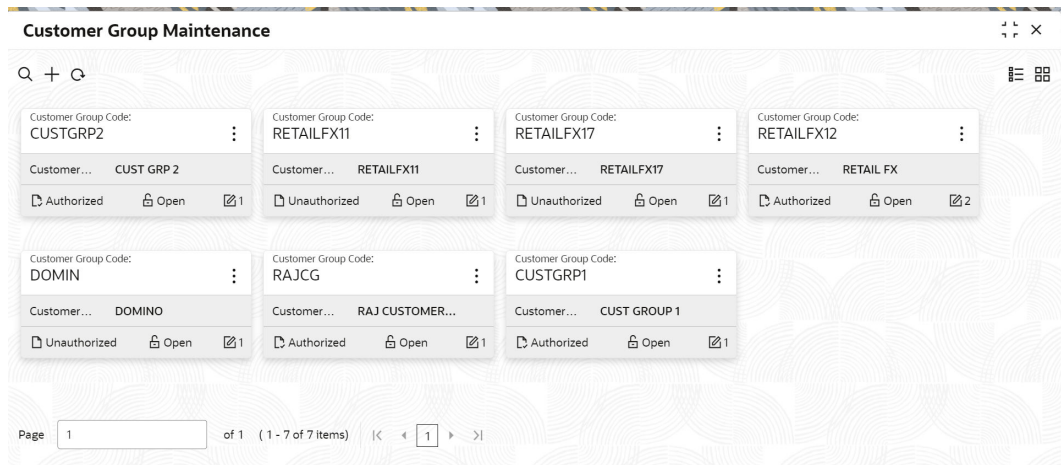 Customer Group Maintenance
Customer Group Code: Customer Group Code: Customer Group Code: Customer Group Code:
CUSTGRP2 RETAILFX11 RETAILFX17 RETAILFX12
Customer... CUST GRP 2 Customer... RETAILFX11 Customer... RETAILFX17 Customer... RETAIL FX
Authorized Open 1 Unauthorized Open 1 Unauthorized Open 1 Authorized Open 2
Customer Group Code: Customer Group Code: Customer Group Code:
DOMIN RAJCG CUSTGRP1
Customer... DOMINO Customer... RAJ CUSTOMER... Customer... CUST GROUP 1
Unauthorized Open 1 Authorized Open 1 Authorized Open 1
Page 1 of 1 ( 1 - 7 of 7 items) 1